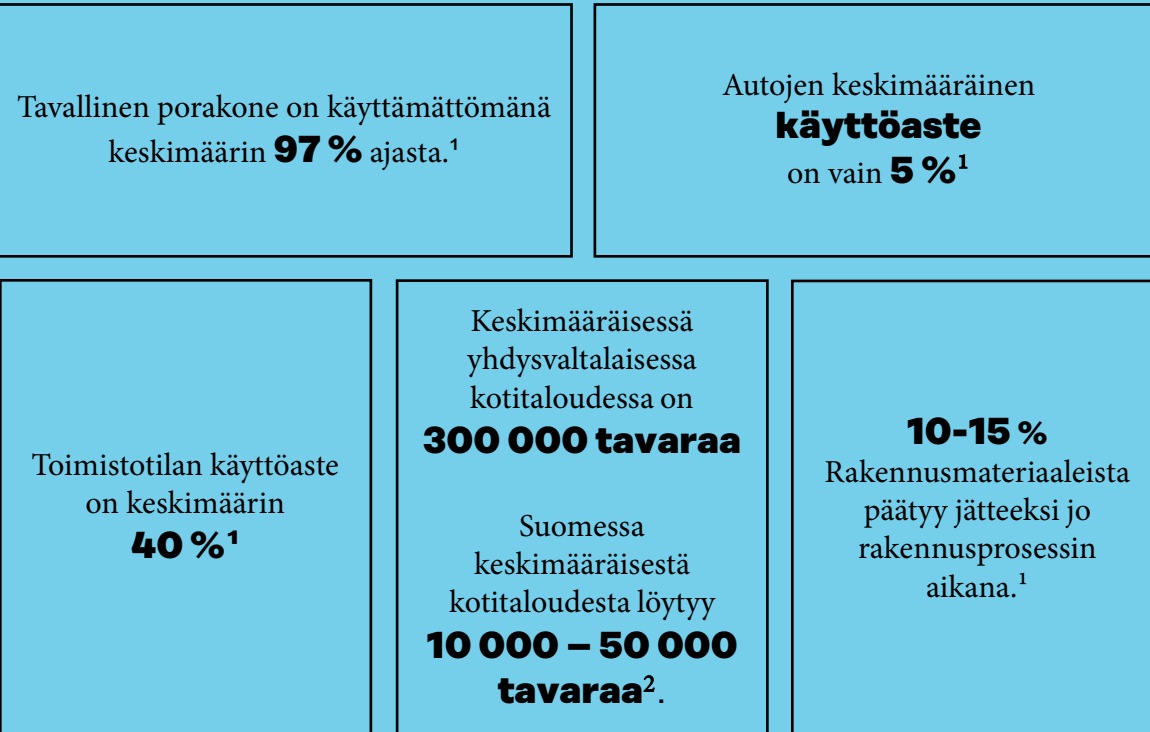 Tavallinen porakone on käyttämättömänä
keskimäärin 97 % ajasta.¹
Autojen keskimääräinen
käyttöaste
on vain 5 %¹
Toimistotilan käyttöaste
on keskimäärin
40 %¹
Keskimääräisessä
yhdysvaltalaisessa
kotitaloudessa on
300 000 tavaraa
Suomessa
keskimääräisestä
kotitaloudesta löytyy
10 000 – 50 000
tavaraa².
10-15 %
Rakennusmateriaaleista
päätyy jätteeksi jo
rakennusprosessin
aikana.¹